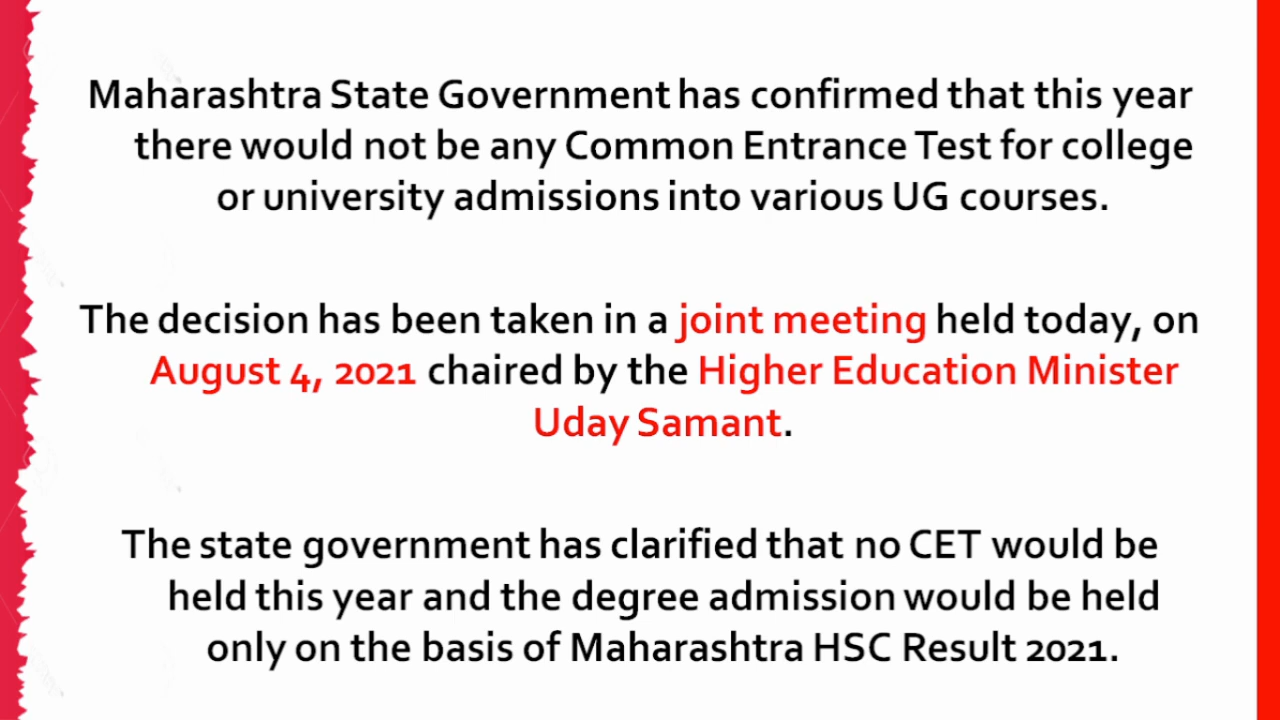 Maharashtra State Government has confirmed that this year
there would not be any Common Entrance Test for college
or university admissions into various UG courses.
The decision has been taken in a joint meeting held today, on
August 4, 2021 chaired by the Higher Education Minister
Uday Samant.
The state government has clarified that no CET would be
held this year and the degree admission would be held
only on the basis of Maharashtra HSC Result 2021.